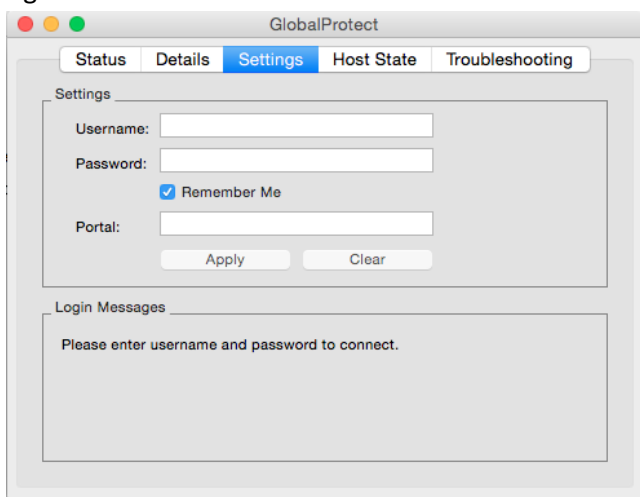 GlobalProtect
Status Details Settings Host State Troubleshooting
Settings
Username:
Password:
Remember Me
Portal:
Apply Clear
Login Messages
Please enter username and password to connect.